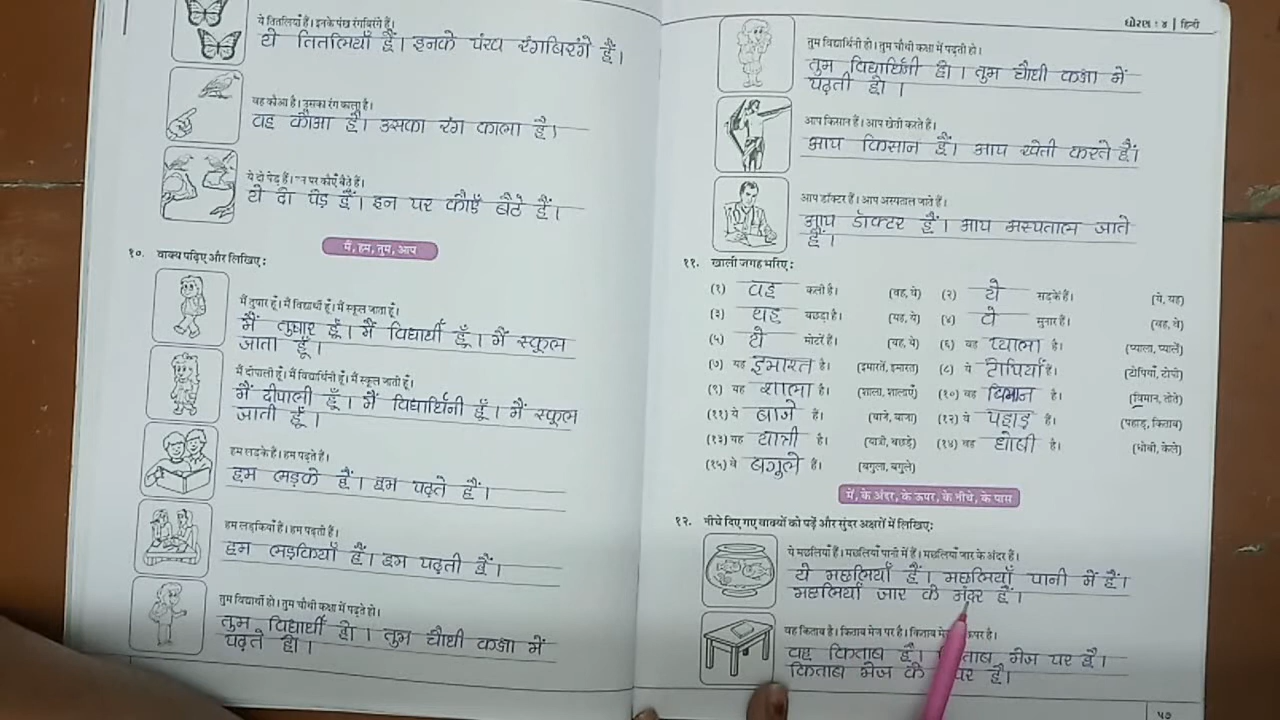 ये तितलियाँ हैं। इनके पंख रंगबिरंगे हैं।
ये तितलियाँ हैं। इनके पंख रंगबिरंगे हैं।
वह कौआ है। उसका रंग काला है।
वह कौआ है। उसका रंग काला है।
ये दो पेड़ हैं। इन पर कौएँ बैठे हैं।
ये दो पेड़ हैं। इन पर कौएँ बैठे हैं।
मैं, हम, तुम, आप
१०. वाक्य पढ़िए और लिखिए :
मैं तुषार हूँ। मैं विद्यार्थी हूँ। मैं स्कूल जाता हूँ।
मैं तुषार हूँ। मैं विद्यार्थी हूँ। मैं स्कूल
जाता हूँ।
मैं दीपाली हूँ। मैं विद्यार्थिनी हूँ। मैं स्कूल जाती हूँ।
मैं दीपाली हूँ। मैं विद्यार्थिनी हूँ। मैं स्कूल
जाती हूँ।
हम लड़के हैं। हम पढ़ते हैं।
हम लड़के हैं। हम पढ़ते हैं।
हम लड़कियाँ हैं। हम पढ़ती हैं।
हम लड़कियाँ हैं। हम पढ़ती हैं।
तुम विद्यार्थी हो। तुम चौथी कक्षा में पढ़ते हो।
तुम विद्यार्थी हो। तुम चौथी कक्षा में
पढ़ते हो।
ધોરણ : ૪ | હિન્દી
तुम विद्यार्थिनी हो। तुम चौथी कक्षा में पढ़ती हो।
तुम विद्यार्थिनी हो। तुम चौथी कक्षा में
पढ़ती हो।
आप किसान हैं। आप खेती करते हैं।
आप किसान हैं। आप खेती करते हैं।
आप डॉक्टर हैं। आप अस्पताल जाते हैं।
आप डॉक्टर हैं। आप अस्पताल जाते
हैं।
११. खाली जगह भरिए :
(१) वह कली है। (वह, वे) (२) ये सड़कें हैं। (ये, यह)
(३) यह बछड़ा है। (यह, ये) (४) वे सुनार हैं। (वह, वे)
(५) ये मोटरें हैं। (यह, ये) (६) वह प्याला है। (प्याला, प्यालें)
(७) यह इमारत है। (इमारतें, इमारत) (८) ये टोपियाँ हैं। (टोपियाँ, टोपी)
(९) यह शाला है। (शाला, शालाएँ) (१०) वह विमान है। (विमान, तोते)
(११) ये बाजे हैं। (बाजे, बाजा) (१२) ये पहाड़ हैं। (पहाड़, किताब)
(१३) यह यात्री है। (यात्री, बछड़े) (१४) वह धोबी है। (धोबी, केले)
(१५) वे बगुले हैं। (बगुला, बगुले)
में, के अंदर, के ऊपर, के नीचे, के पास
१२. नीचे दिए गए वाक्यों को पढ़ें और सुंदर अक्षरों में लिखिए:
ये मछलियाँ हैं। मछलियाँ पानी में हैं। मछलियाँ जार के अंदर हैं।
ये मछलियाँ हैं। मछलियाँ पानी में हैं।
मछलियाँ जार के अंदर हैं।
यह किताब है। किताब मेज पर है। किताब ऊपर है।
यह किताब है। मेज पर है।
किताब मेज के है।
૫૭